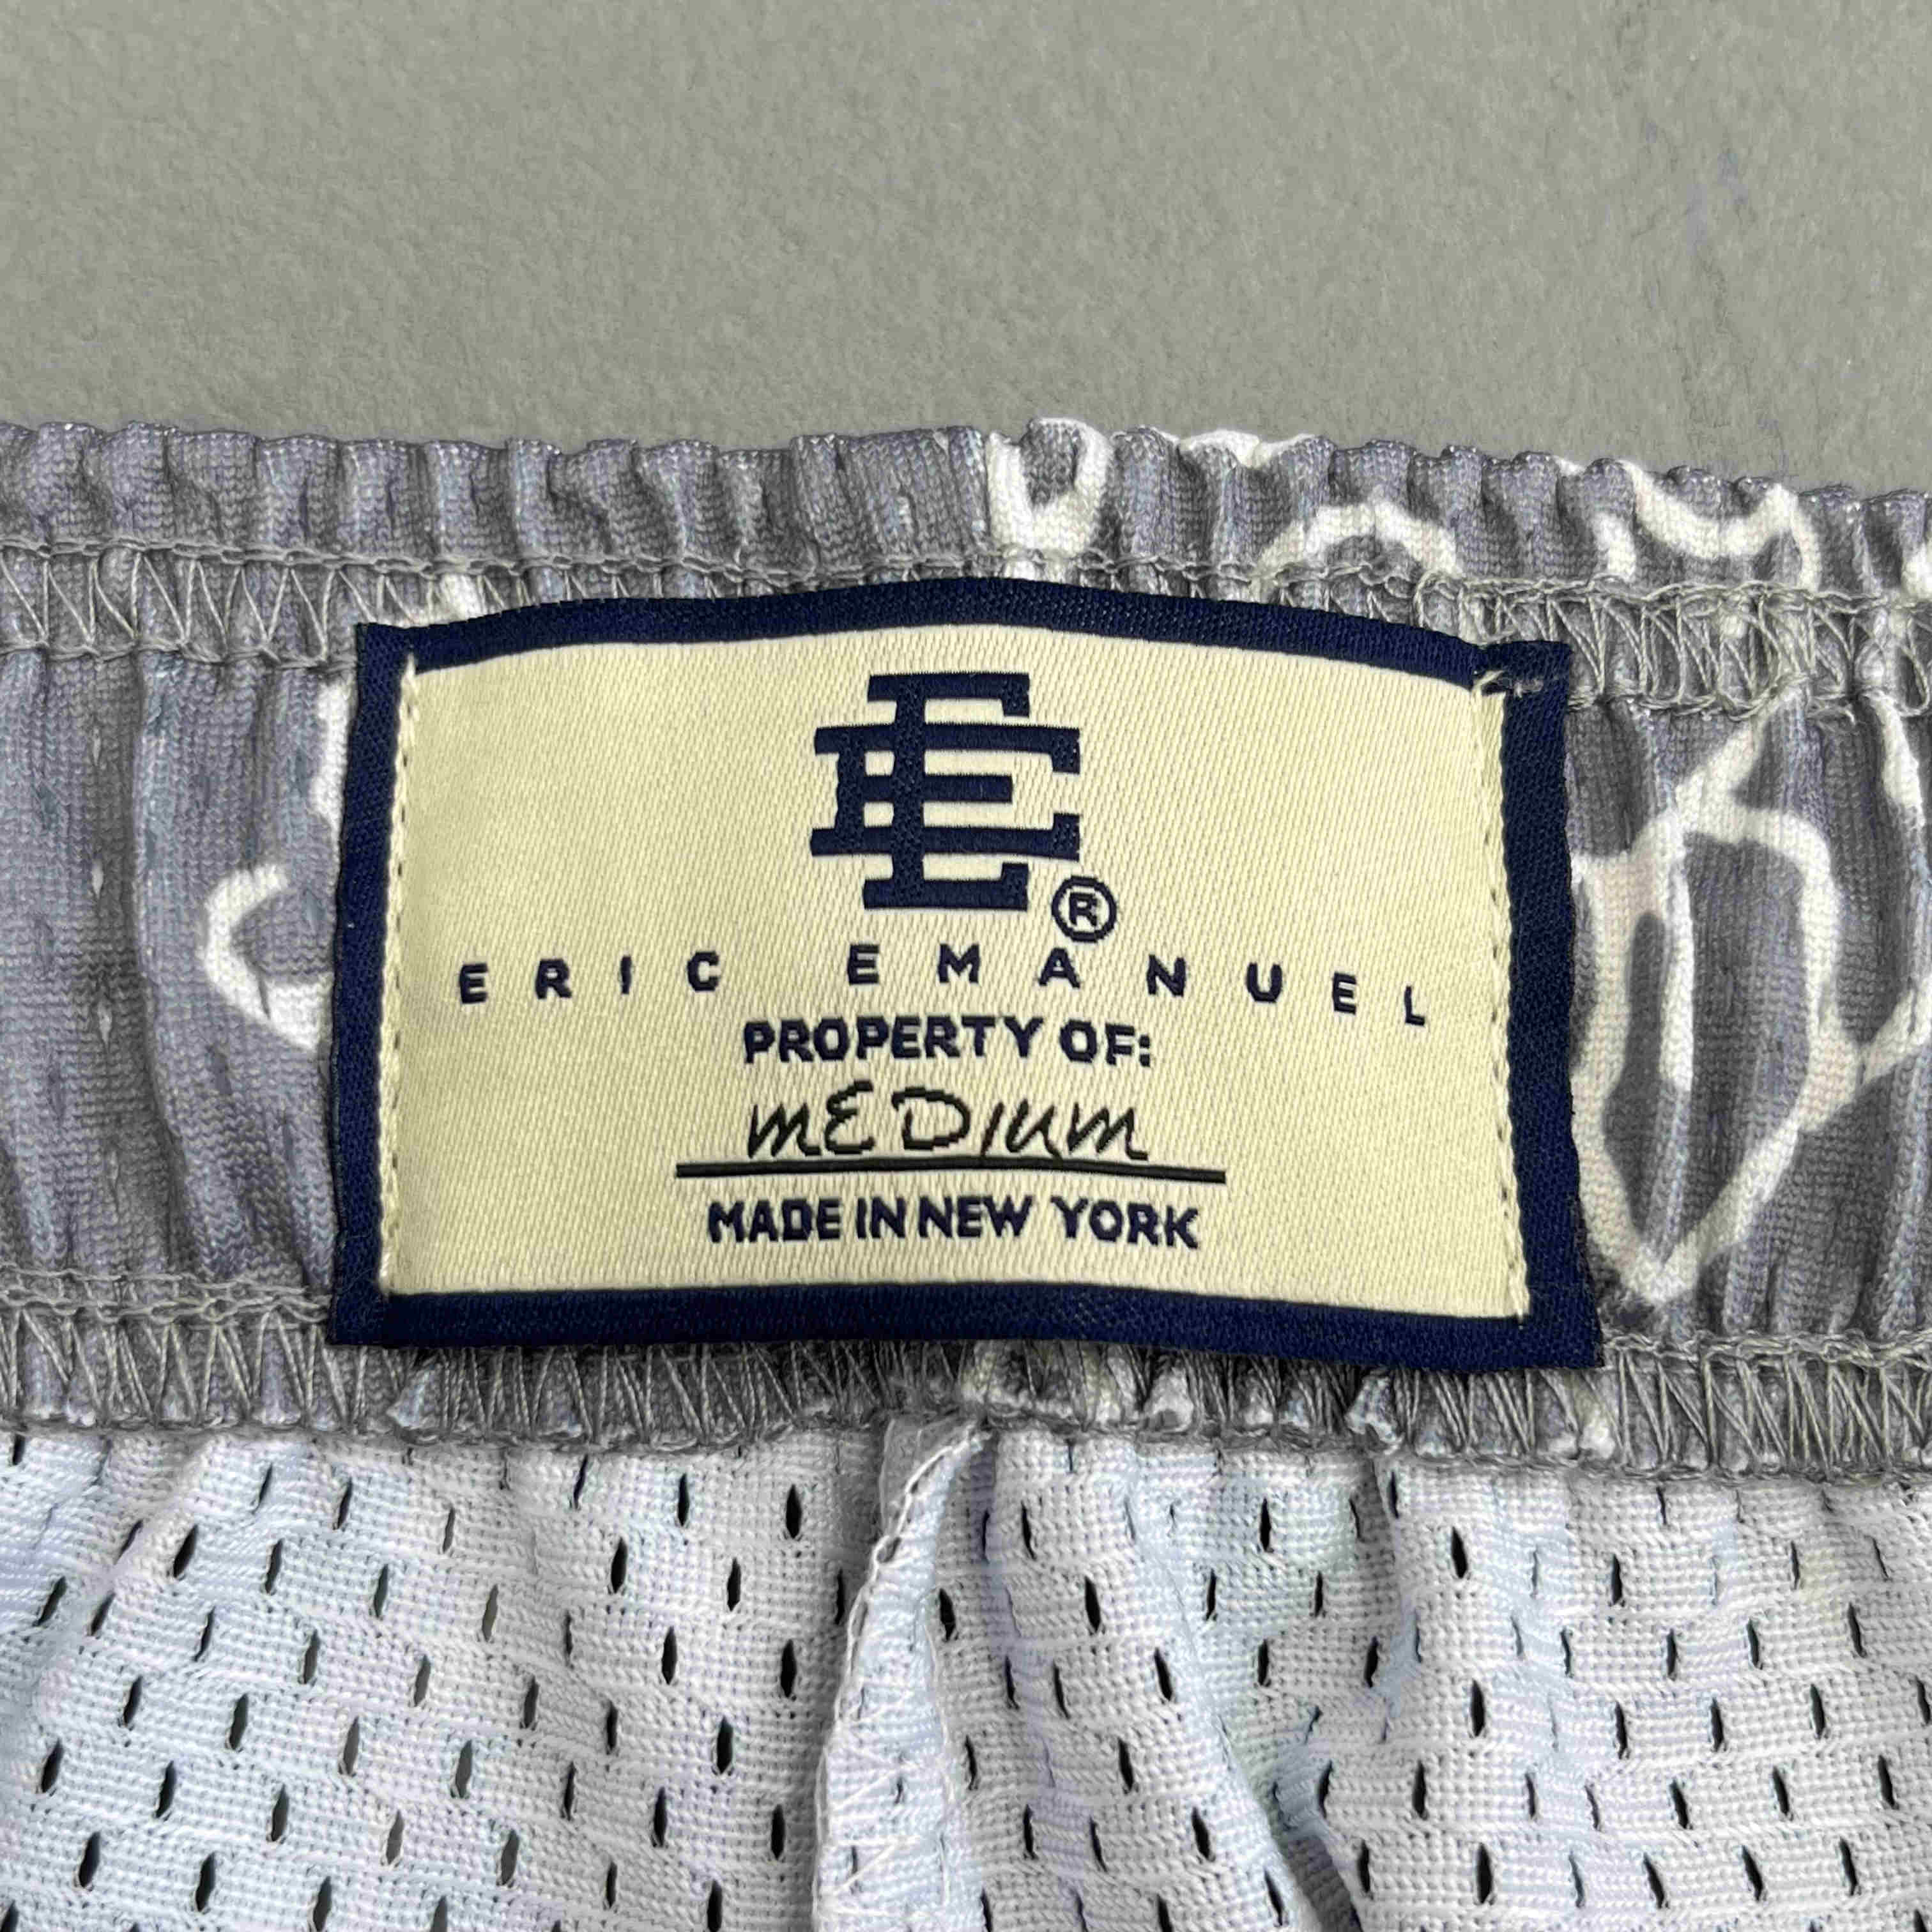 EE®
ERIC EMANUEL
PROPERTY OF:
mEDIum
MADE IN NEW YORK